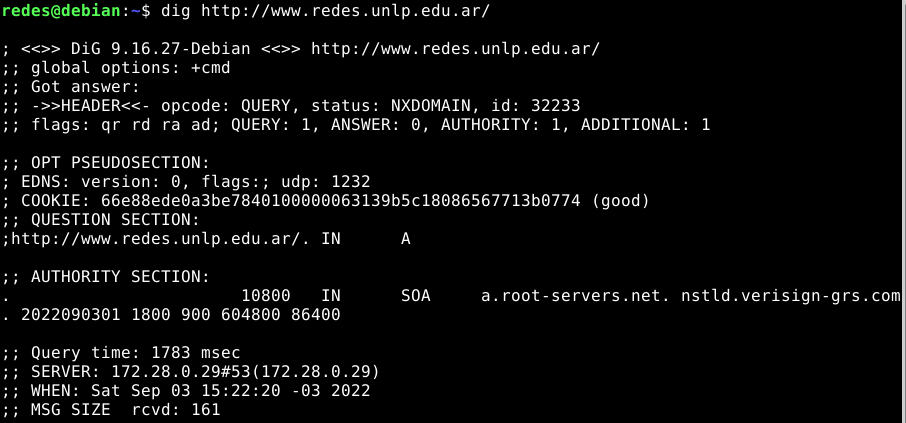 redes@debian:~$ dig http://www.redes.unlp.edu.ar/
; <<>> DiG 9.16.27-Debian <<>> http://www.redes.unlp.edu.ar/
;; global options: +cmd
;; Got answer:
;; ->>HEADER<<- opcode: QUERY, status: NXDOMAIN, id: 32233
;; flags: qr rd ra ad; QUERY: 1, ANSWER: 0, AUTHORITY: 1, ADDITIONAL: 1
;; OPT PSEUDOSECTION:
; EDNS: version: 0, flags:; udp: 1232
; COOKIE: 66e88ede0a3be7840100000063139b5c18086567713b0774 (good)
;; QUESTION SECTION:
;http://www.redes.unlp.edu.ar/. IN      A
;; AUTHORITY SECTION:
.                       10800   IN      SOA     a.root-servers.net. nstld.verisign-grs.com
. 2022090301 1800 900 604800 86400
;; Query time: 1783 msec
;; SERVER: 172.28.0.29#53(172.28.0.29)
;; WHEN: Sat Sep 03 15:22:20 -03 2022
;; MSG SIZE  rcvd: 161